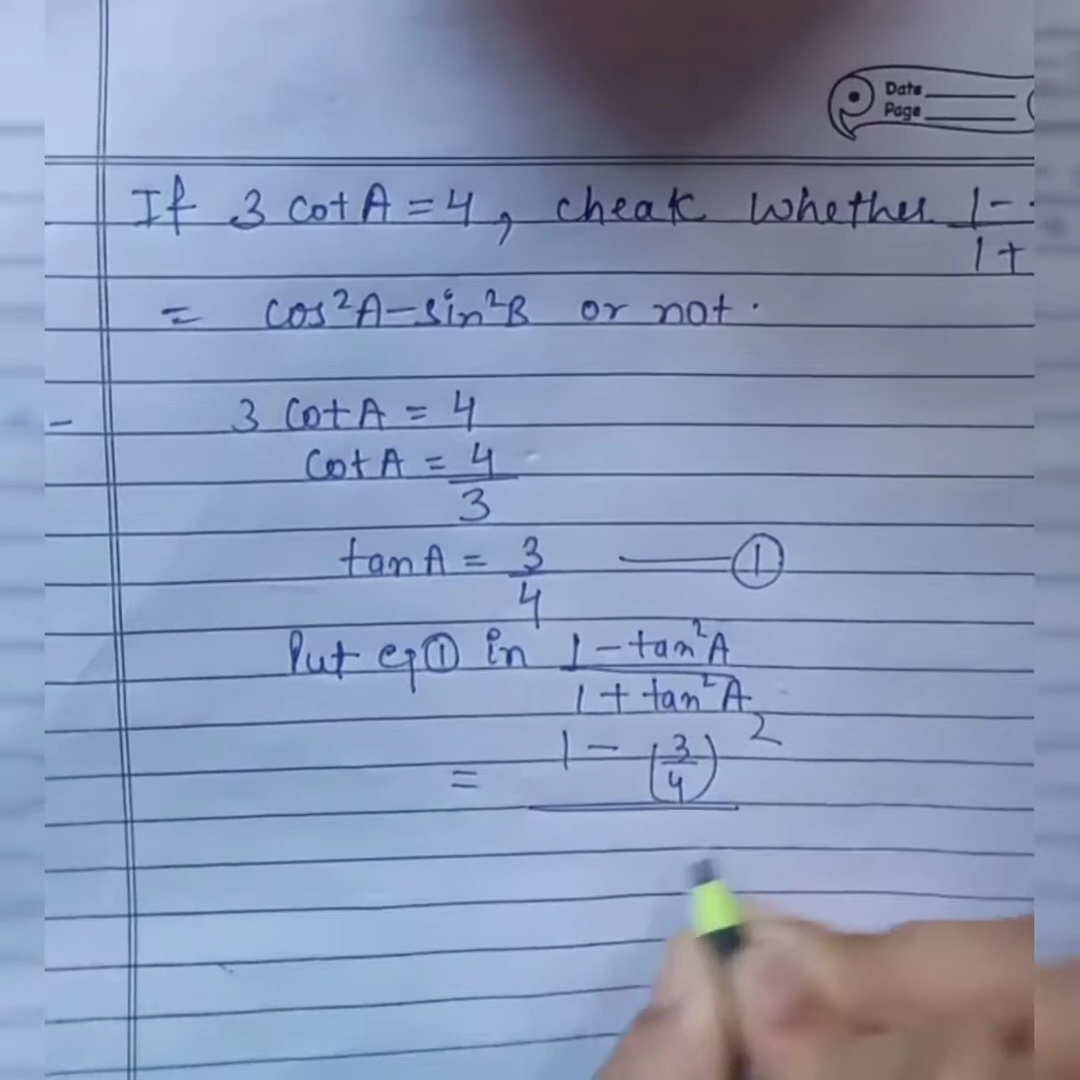 Date
Page
If 3 cot A = 4, cheak whether 1-
1+
= cos²A-sin²B or not.
3 cot A = 4
cot A = 4
3
tan A = 3 ①
4
Put eq① in 1-tan²A
1 + tan²A
= 1 - (3/4)²